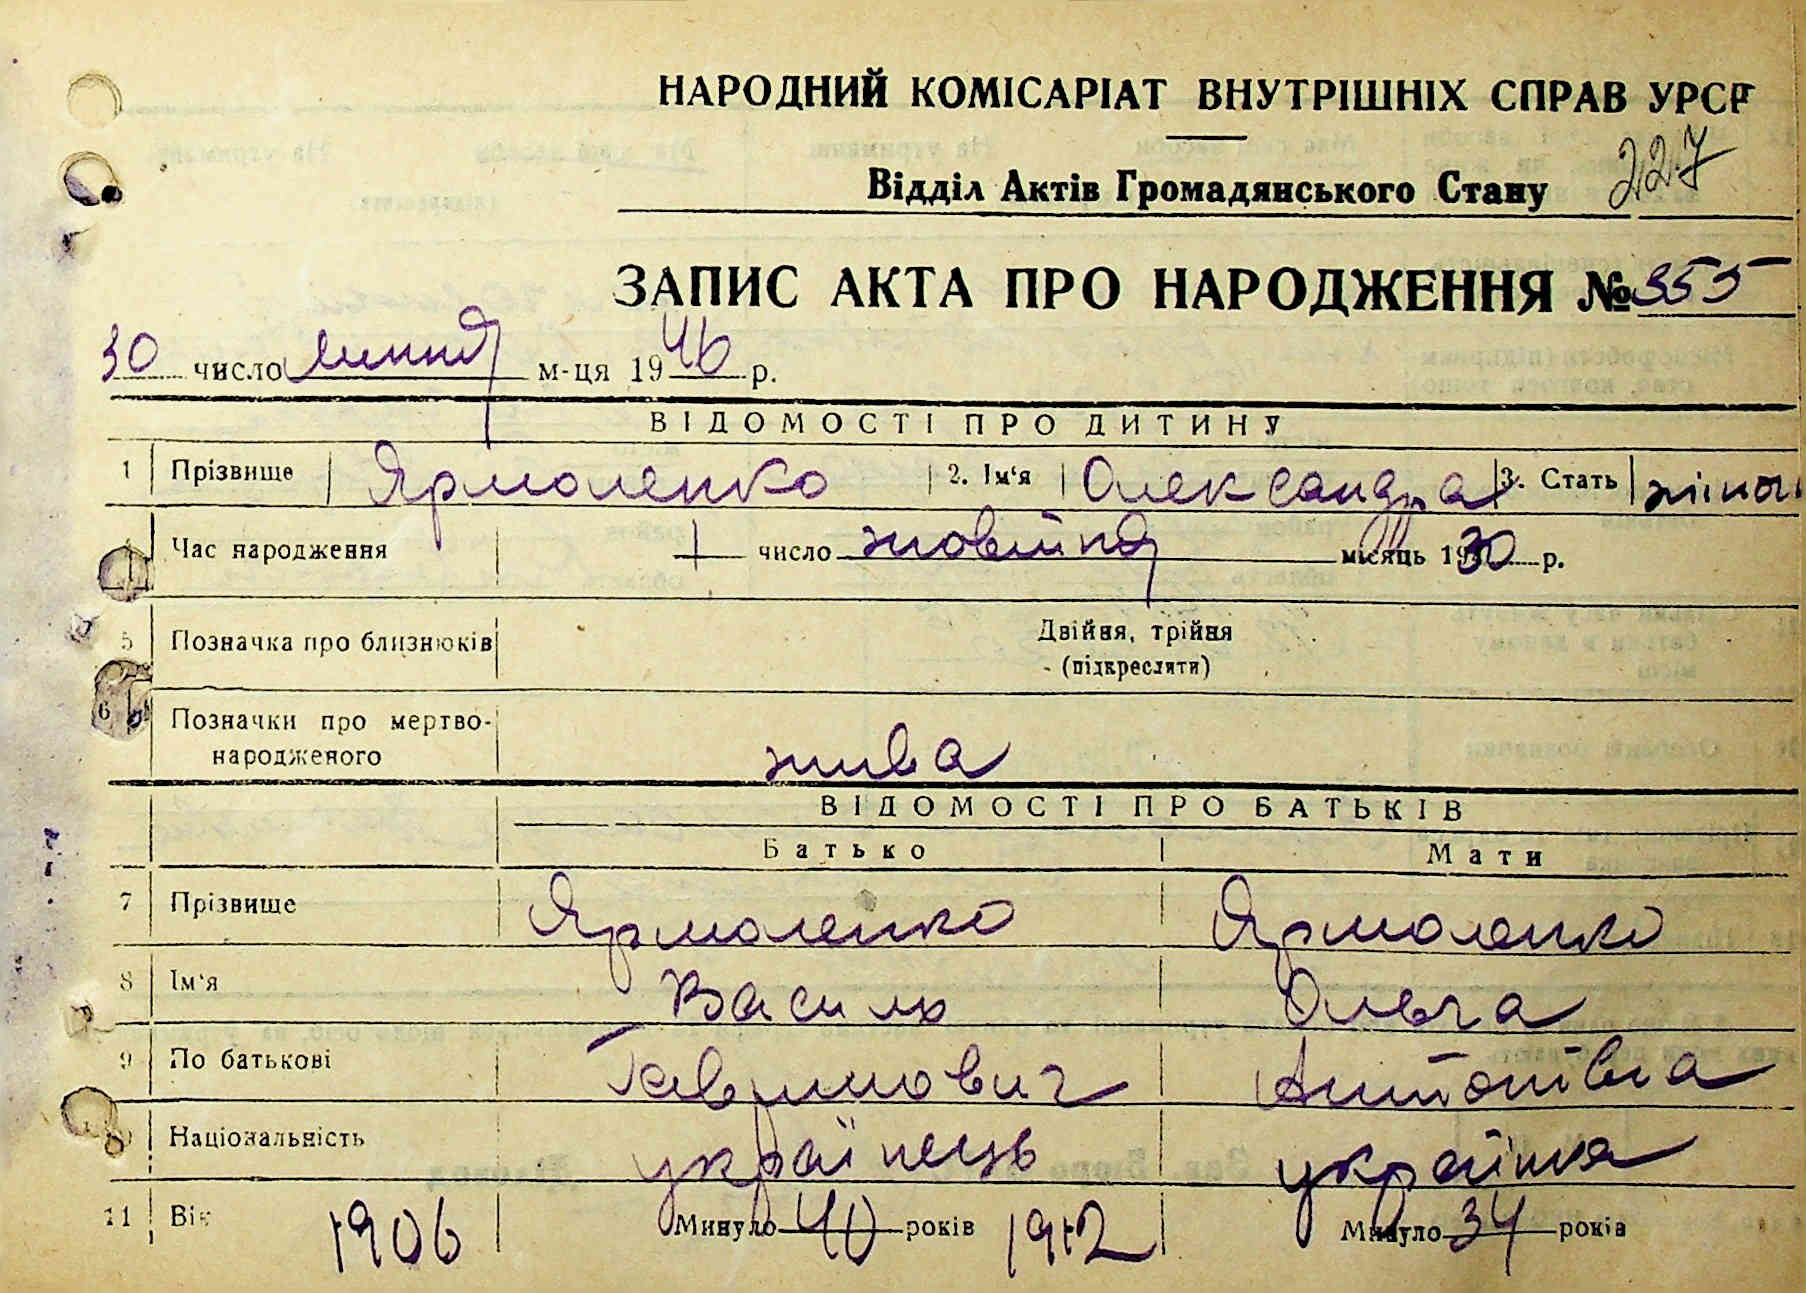 НАРОДНИЙ КОМІСАРІАТ ВНУТРІШНІХ СПРАВ УРСР
Відділ Актів Громадянського Стану 227
ЗАПИС АКТА ПРО НАРОДЖЕННЯ № 355
30 число липня м-ця 1946 р.
ВІДОМОСТІ ПРО ДИТИНУ
1 Прізвище Ярмоленко 2. Ім'я Олександра 3. Стать жіноч
Час народження 1 число жовтня місяць 1930 р.
5 Позначка про близнюків Двійня, трійня
(підкреслити)
6 Позначки про мертво-
народженого жива
ВІДОМОСТІ ПРО БАТЬКІВ
Батько Мати
7 Прізвище Ярмоленко Ярмоленко
8 Ім'я Василь Ольга
9 По батькові Гаврилович Антонівна
Національність українець українка
11 Вік 1906 Минуло 40 років 1912 Минуло 34 років